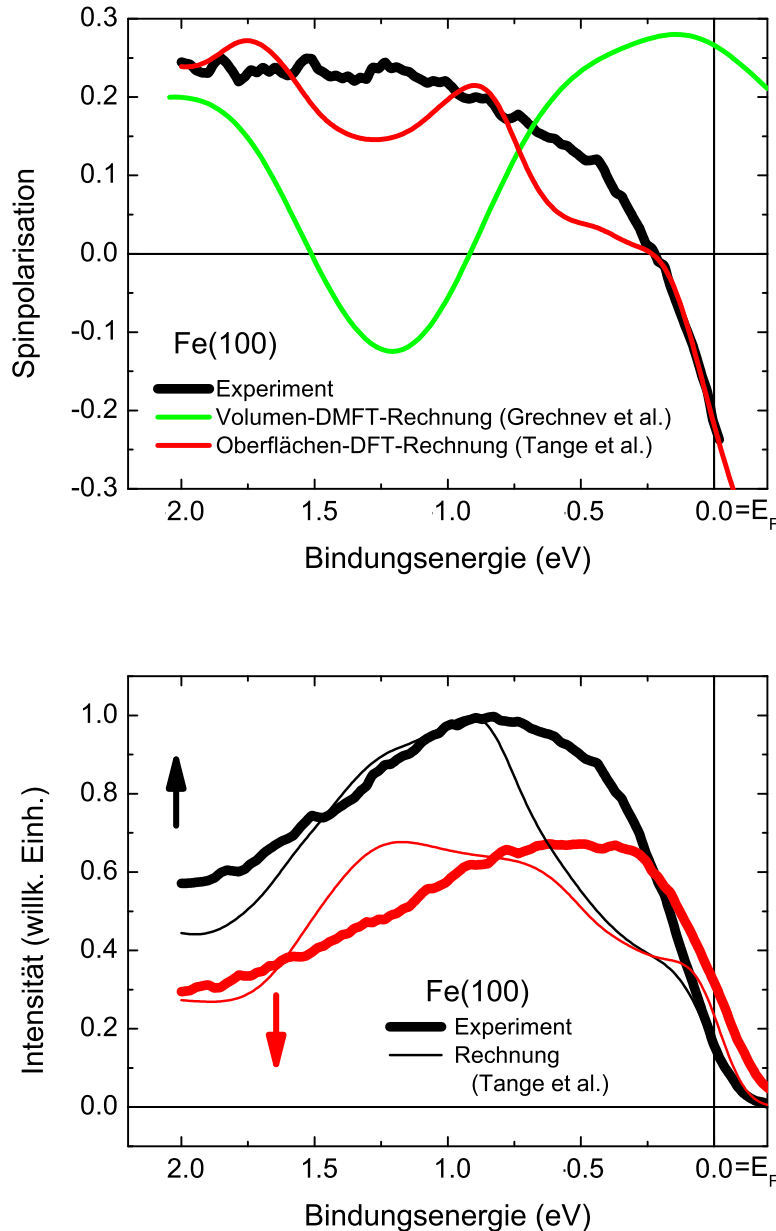 0.3
0.2
0.1
0.0
-0.1
-0.2
-0.3
Spinpolarisation
Fe(100)
Experiment
Volumen-DMFT-Rechnung (Grechnev et al.)
Oberflächen-DFT-Rechnung (Tange et al.)
2.0 1.5 1.0 0.5 0.0=E_F
Bindungsenergie (eV)
1.0
0.8
0.6
0.4
0.2
0.0
Intensität (willk. Einh.)
Fe(100)
Experiment
Rechnung
(Tange et al.)
2.0 1.5 1.0 0.5 0.0=E_F
Bindungsenergie (eV)